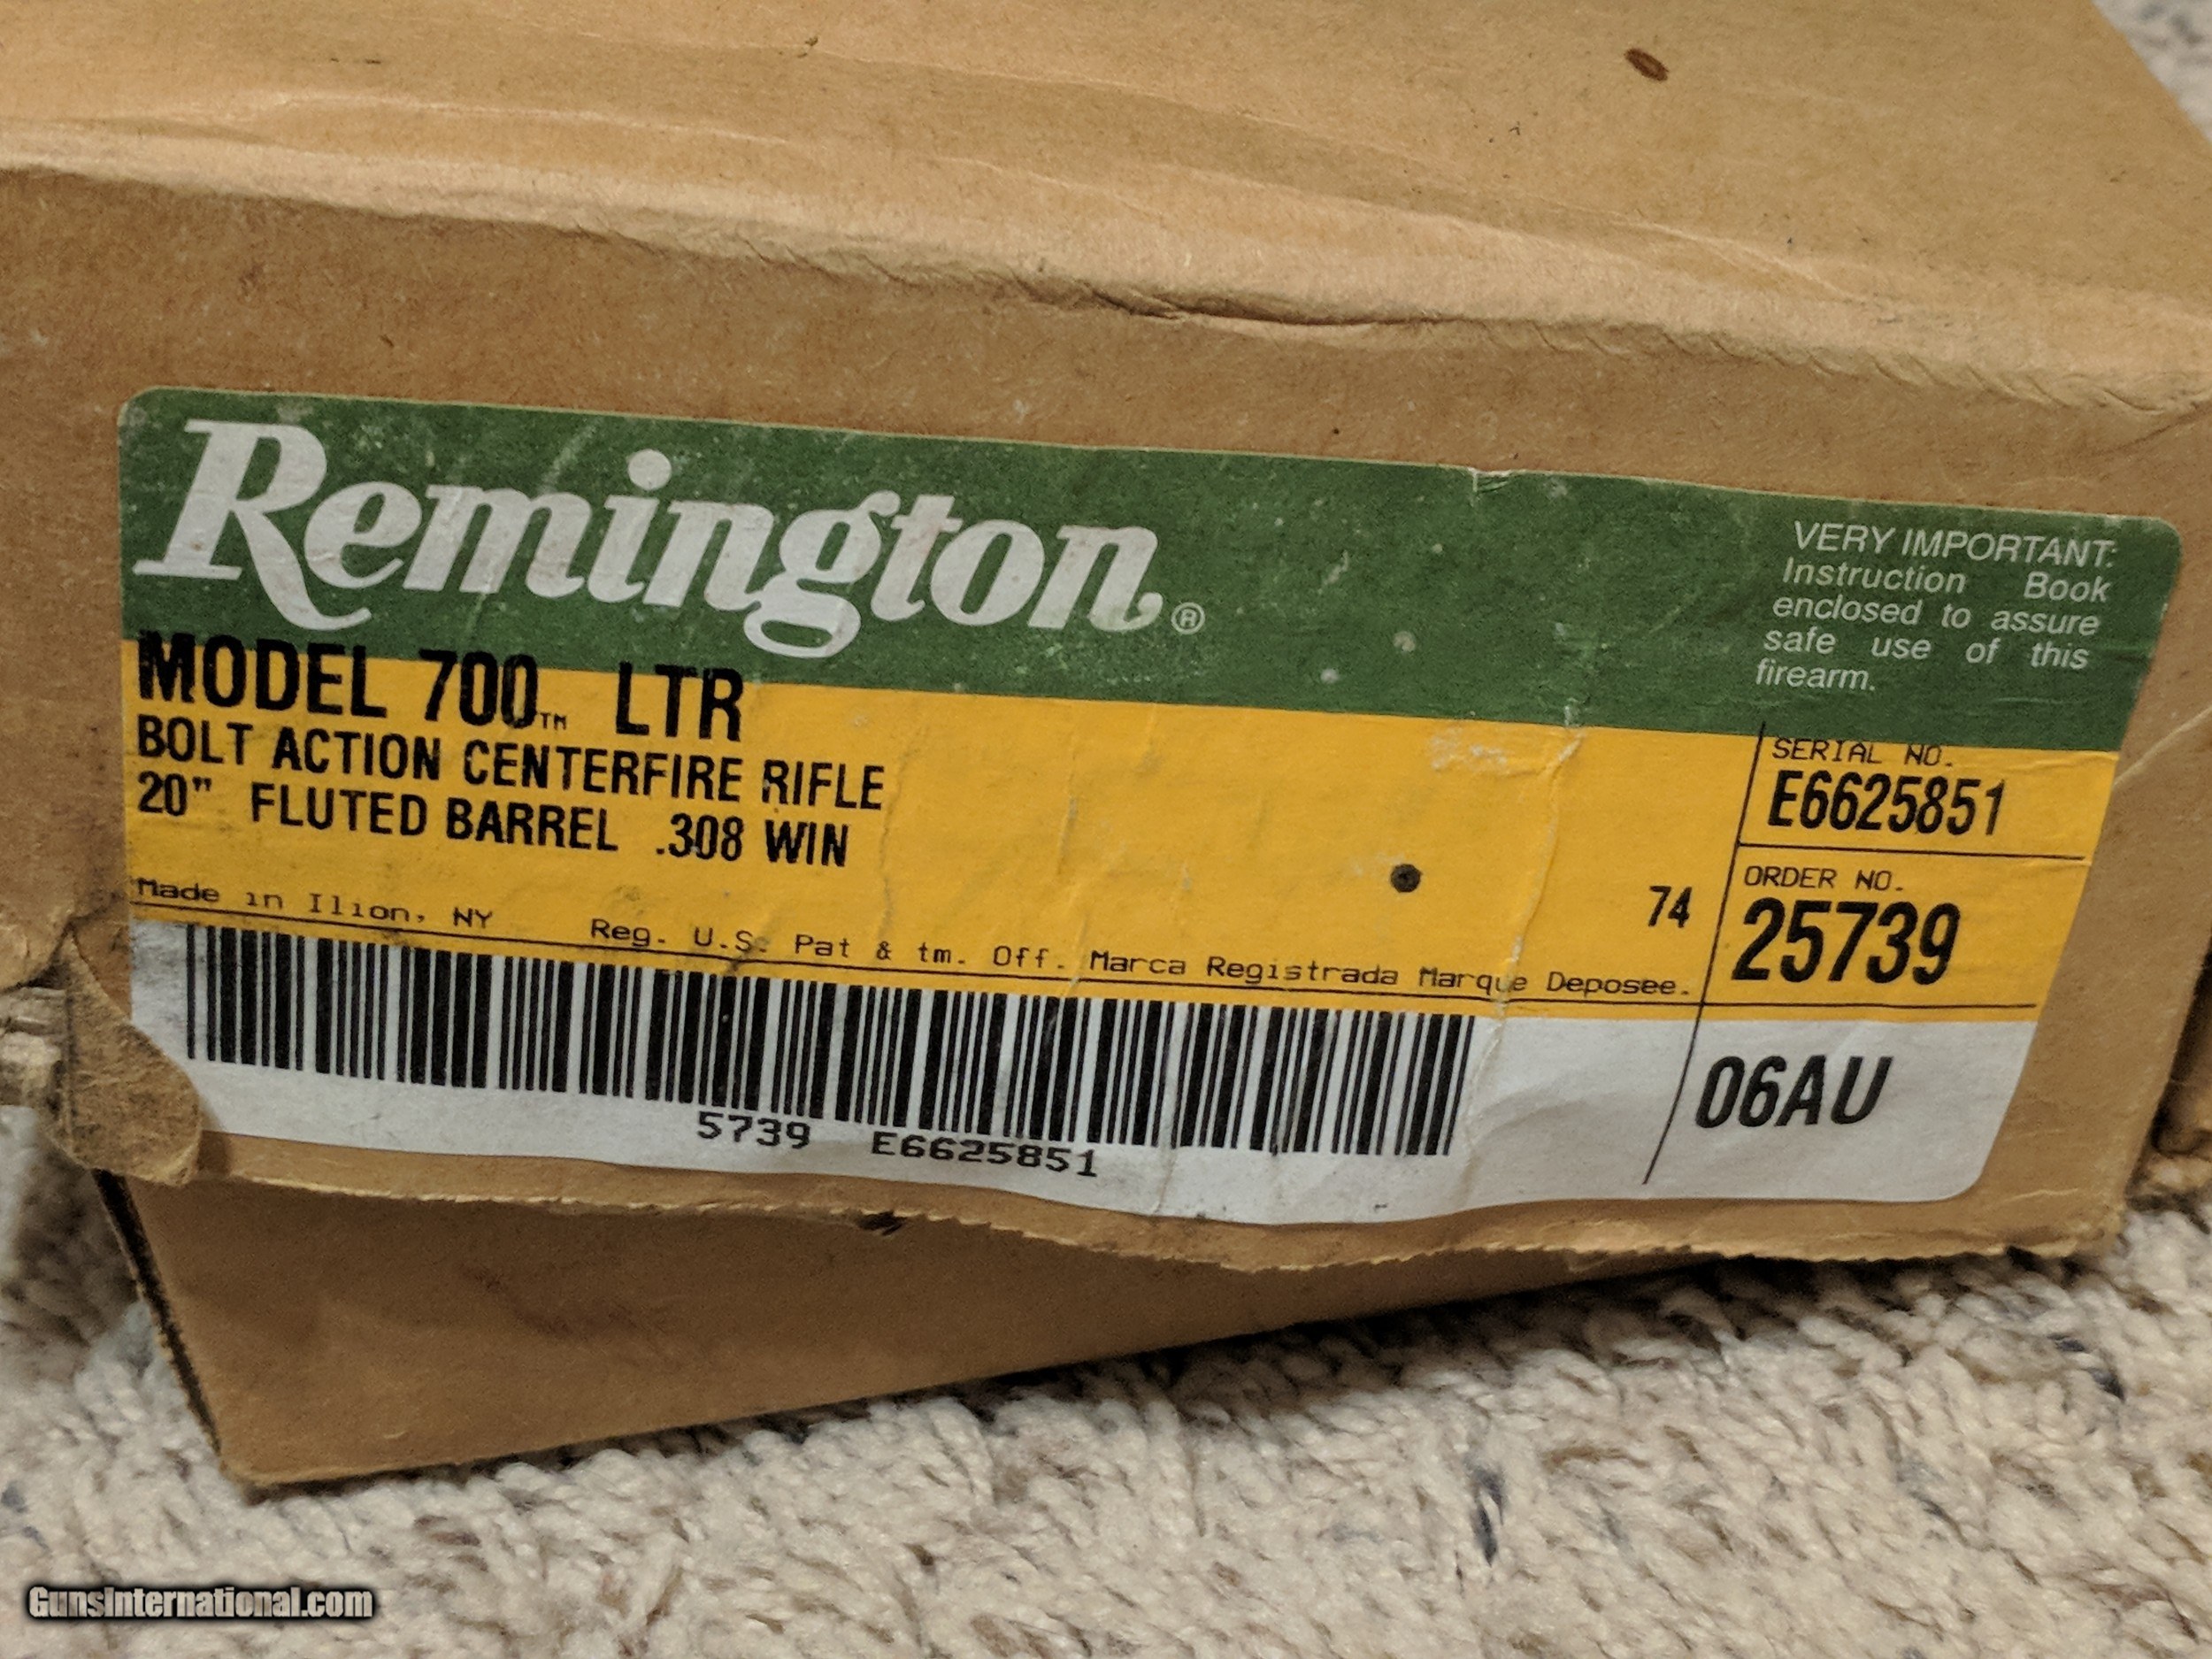 Remington®
VERY IMPORTANT:
Instruction Book
enclosed to assure
safe use of this
firearm.
MODEL 700™ LTR
BOLT ACTION CENTERFIRE RIFLE
20" FLUTED BARREL .308 WIN
SERIAL NO.
E6625851
74
ORDER NO.
25739
Made in Ilion, NY Reg. U.S. Pat & tm. Off. Marca Registrada Marque Deposee.
06AU
5739 E6625851
GunsInternational.com